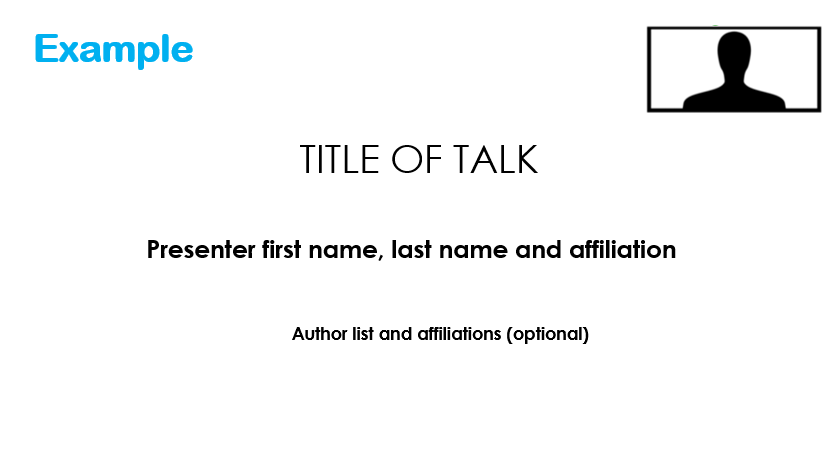 Example
TITLE OF TALK
Presenter first name, last name and affiliation
Author list and affiliations (optional)